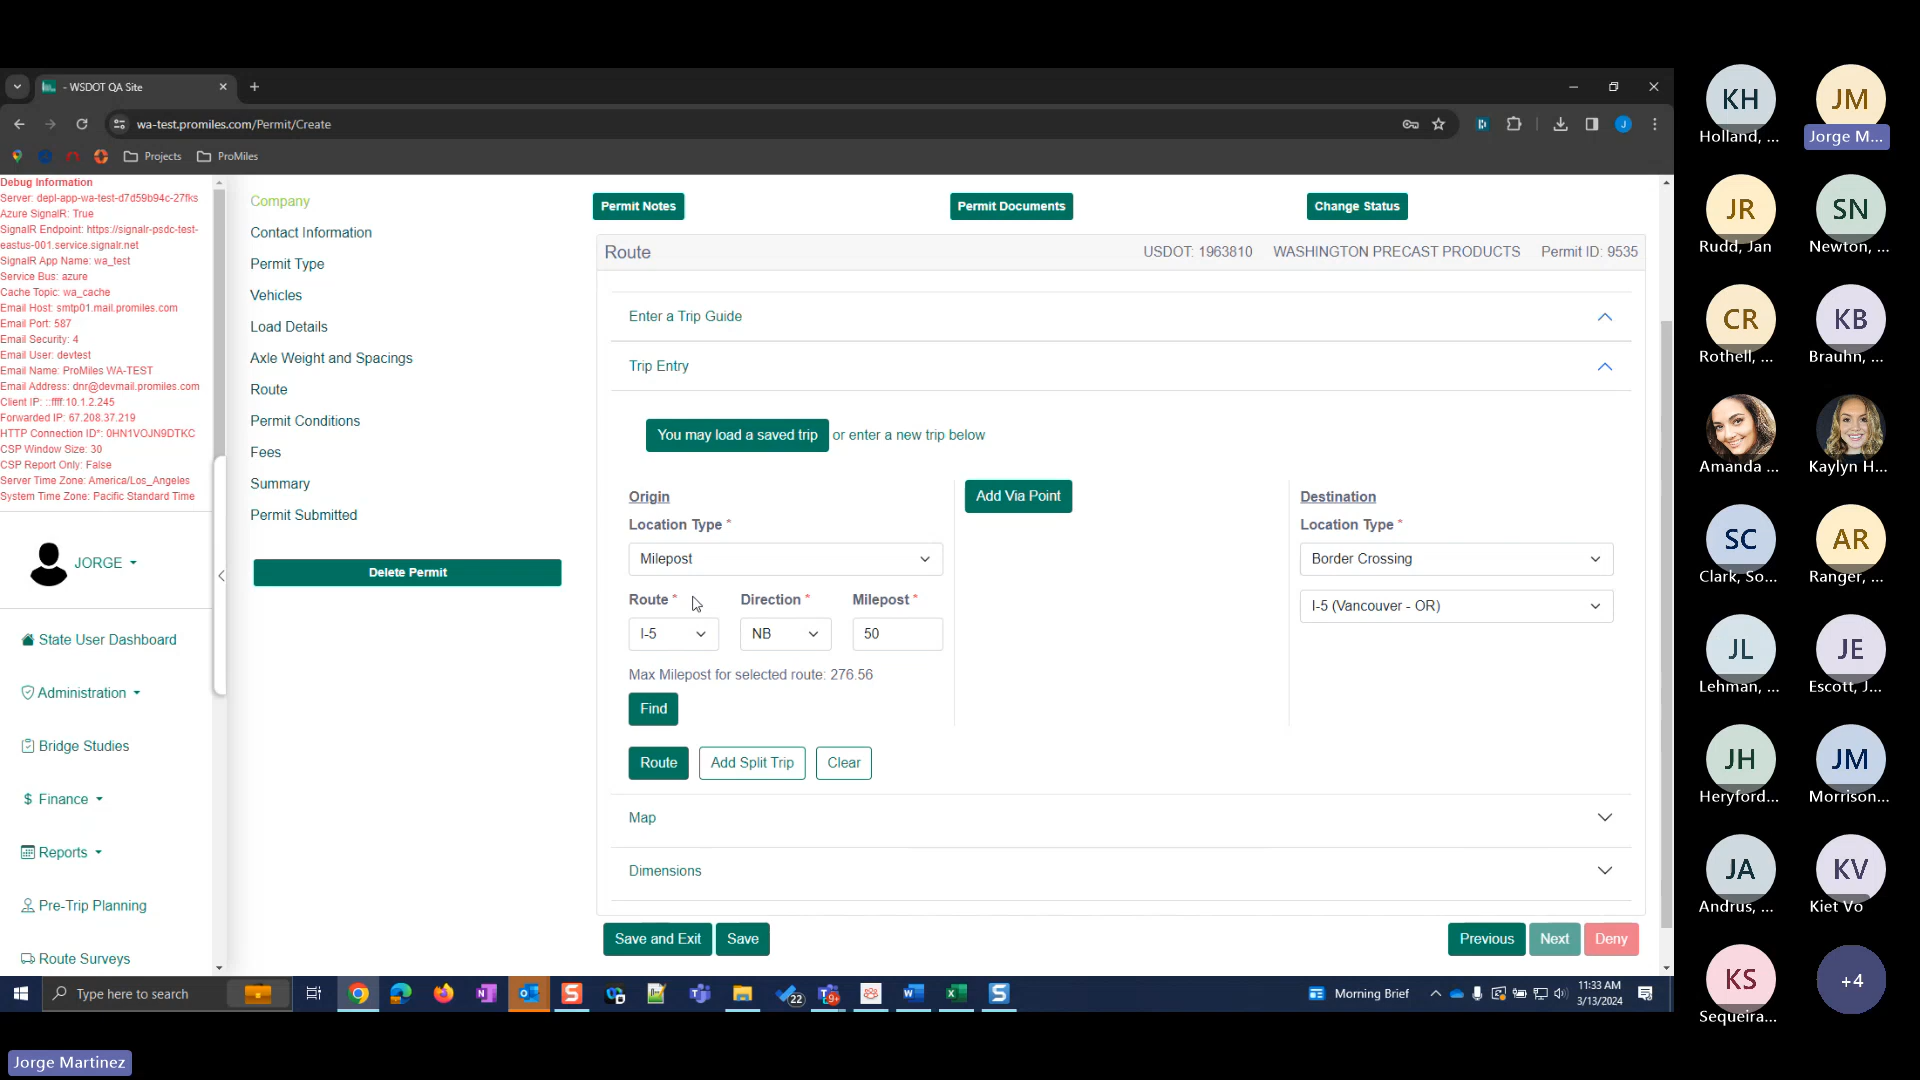 - WSDOT QA Site
wa-test.promiles.com/Permit/Create
Projects
ProMiles
Debug Information
Server: depl-app-wa-test-d7d59b94c-27fks
Azure SignalR: True
SignalR Endpoint: https://signalr-psdc-test-
eastus-001.service.signalr.net
SignalR App Name: wa_test
Service Bus: azure
Cache Topic: wa_cache
Email Host: smtp01.mail.promiles.com
Email Port: 587
Email Security: 4
Email User: devtest
Email Name: ProMiles WA-TEST
Email Address: dnr@devmail.promiles.com
Client IP: ::ffff:10.1.2.245
Forwarded IP: 67.208.37.219
HTTP Connection ID*: 0HN1VOJN9DTKC
CSP Window Size: 30
CSP Report Only: False
Server Time Zone: America/Los_Angeles
System Time Zone: Pacific Standard Time
JORGE
State User Dashboard
Administration
Bridge Studies
$ Finance
Reports
Pre-Trip Planning
Route Surveys
Company
Contact Information
Permit Type
Vehicles
Load Details
Axle Weight and Spacings
Route
Permit Conditions
Fees
Summary
Permit Submitted
Delete Permit
Permit Notes
Permit Documents
Change Status
Route
USDOT: 1963810
WASHINGTON PRECAST PRODUCTS
Permit ID: 9535
Enter a Trip Guide
Trip Entry
You may load a saved trip or enter a new trip below
Origin
Location Type *
Milepost
Route * Direction * Milepost *
I-5 NB 50
Max Milepost for selected route: 276.56
Find
Add Via Point
Destination
Location Type *
Border Crossing
I-5 (Vancouver - OR)
Route Add Split Trip Clear
Map
Dimensions
Save and Exit Save
Previous Next Deny
Type here to search
22
9+
Morning Brief
11:33 AM
3/13/2024
KH
Holland, ...
JM
Jorge M...
JR
Rudd, Jan
SN
Newton, ...
CR
Rothell, ...
KB
Brauhn, ...
Amanda ...
Kaylyn H...
SC
Clark, So...
AR
Ranger, ...
JL
Lehman, ...
JE
Escott, J...
JH
Heryford...
JM
Morrison...
JA
Andrus, ...
KV
Kiet Vo
KS
Sequeira...
+4
Jorge Martinez